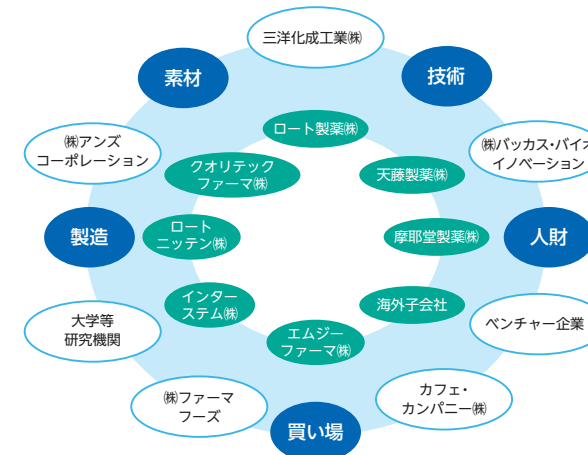 三洋化成工業㈱
素材
技術
ロート製薬㈱
㈱アンズ
コーポレーション
㈱バッカス・バイオ
イノベーション
クオリテック
ファーマ㈱
天藤製薬㈱
製造
ロート
ニッテン㈱
摩耶堂製薬㈱
人財
インター
ステム㈱
海外子会社
大学等
研究機関
ベンチャー企業
エムジー
ファーマ㈱
㈱ファーマ
フーズ
カフェ・
カンパニー㈱
買い場